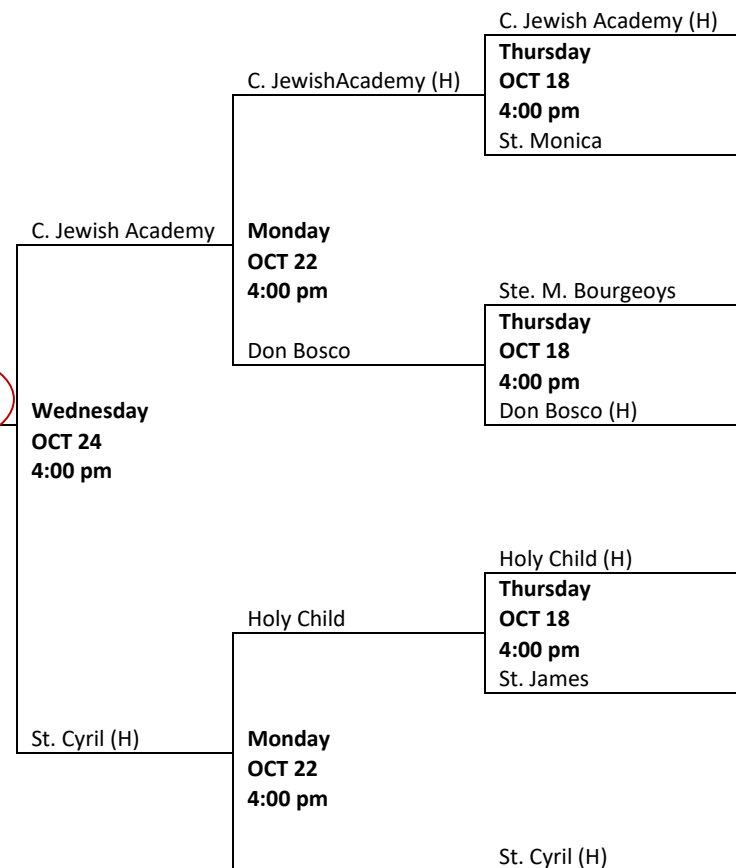 C. Jewish Academy (H)
Thursday
OCT 18
4:00 pm
St. Monica
C. JewishAcademy (H)
C. Jewish Academy
Monday
OCT 22
4:00 pm
Ste. M. Bourgeoys
Thursday
OCT 18
4:00 pm
Don Bosco (H)
Don Bosco
Wednesday
OCT 24
4:00 pm
Holy Child (H)
Thursday
OCT 18
4:00 pm
St. James
Holy Child
St. Cyril (H)
Monday
OCT 22
4:00 pm
St. Cyril (H)